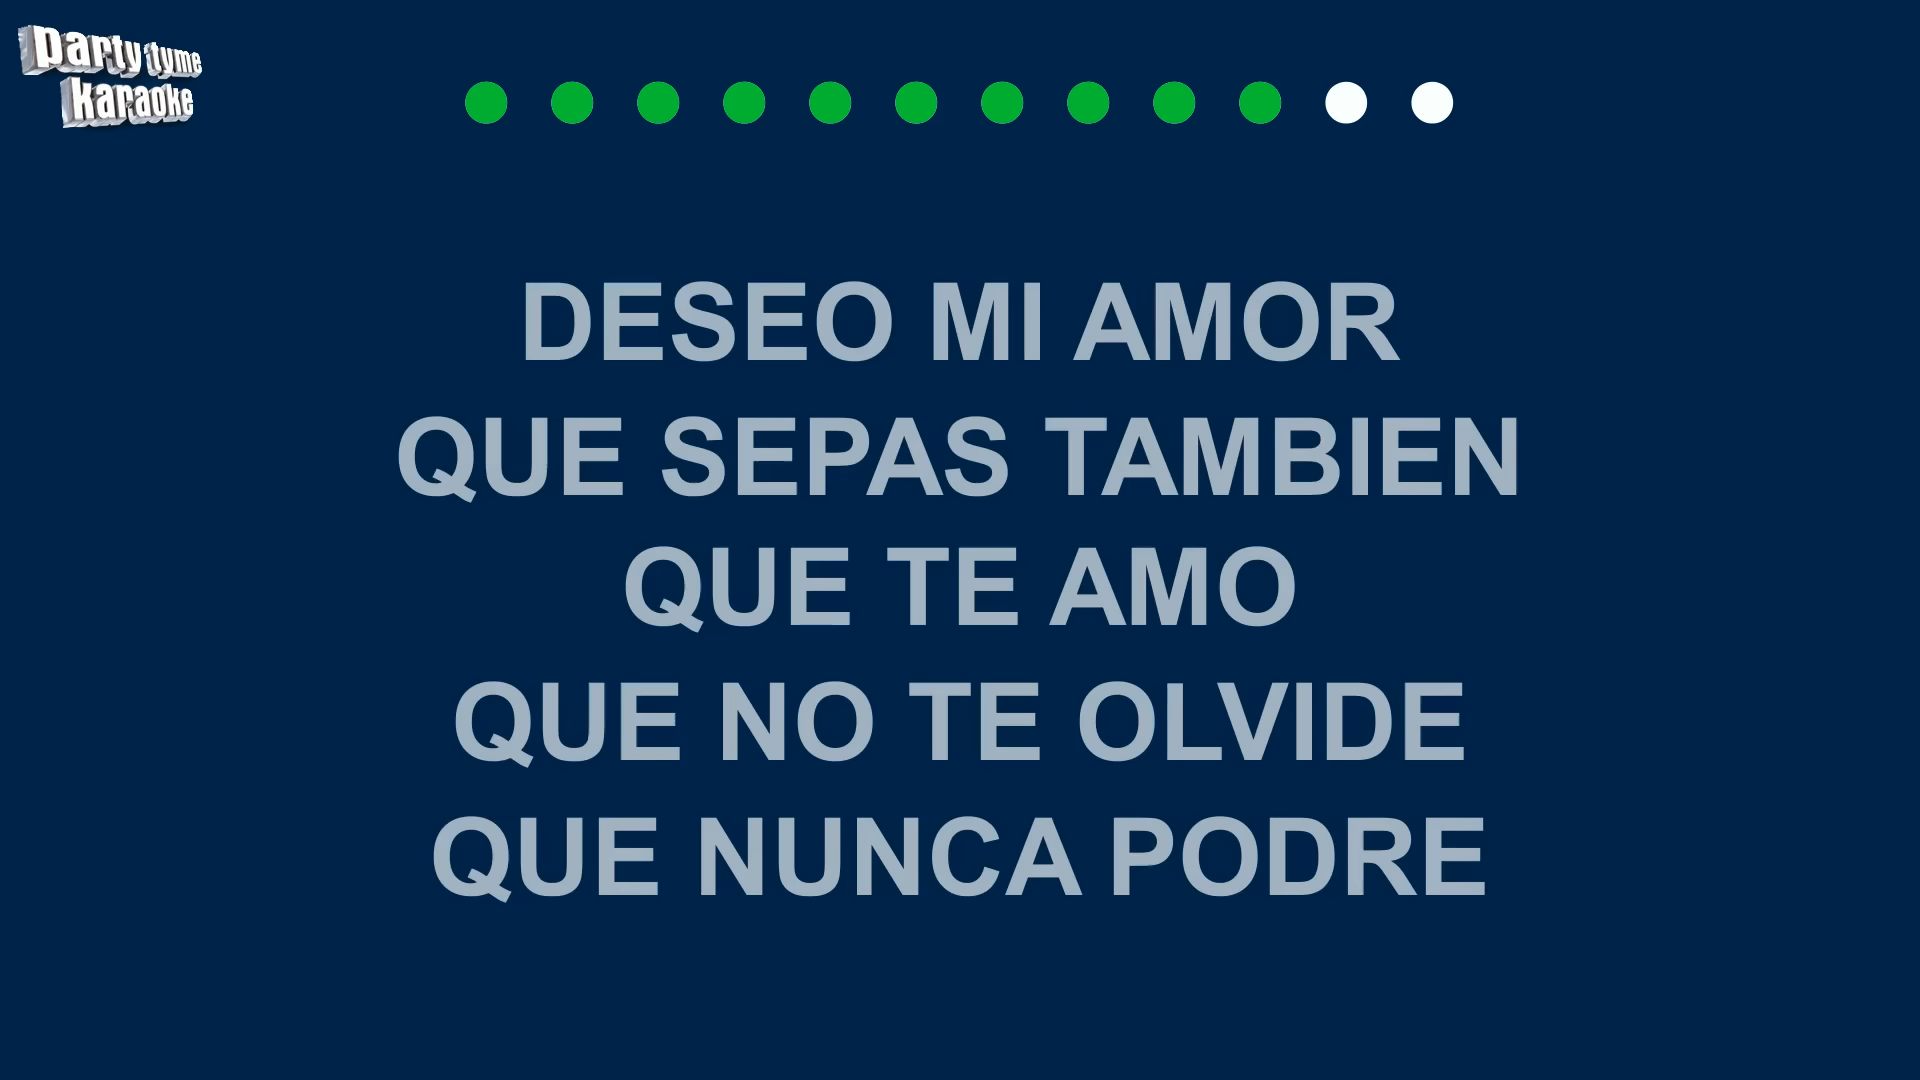 party tyme
karaoke
DESEO MI AMOR
QUE SEPAS TAMBIEN
QUE TE AMO
QUE NO TE OLVIDE
QUE NUNCA PODRE